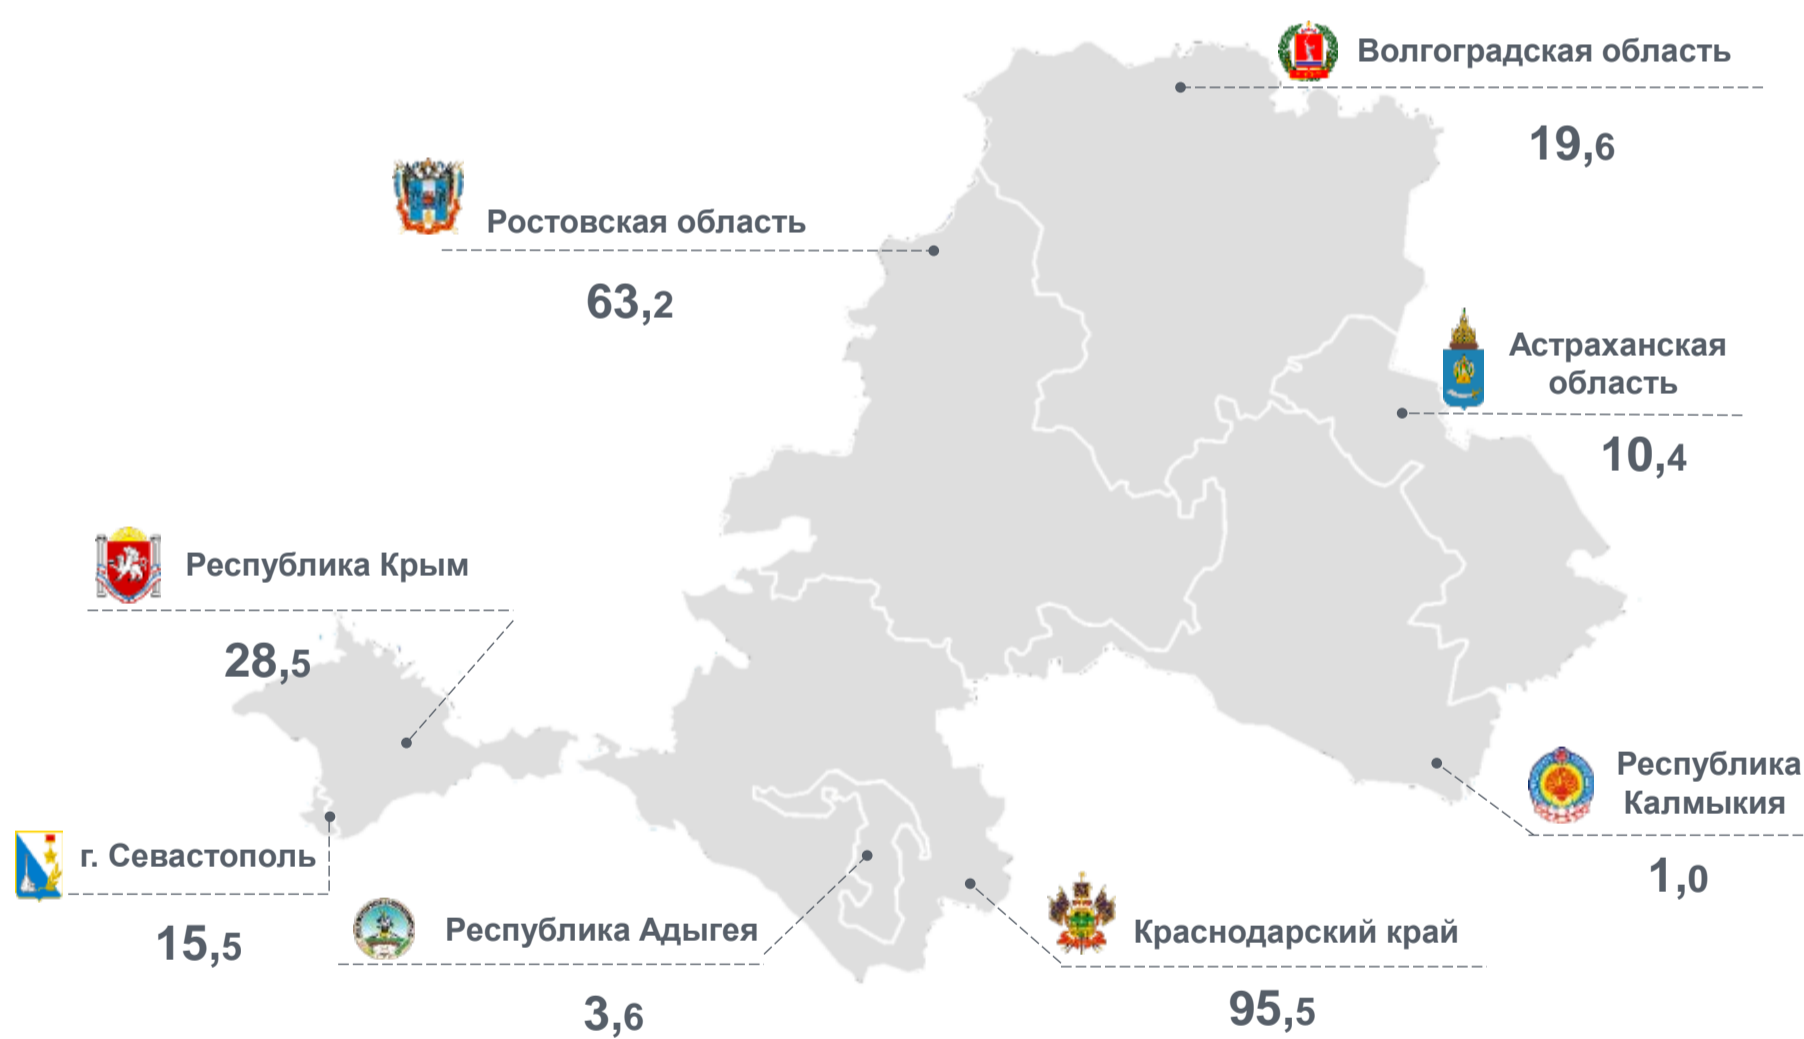 Волгоградская область
19,6
Ростовская область
63,2
Астраханская
область
10,4
Республика Крым
28,5
Республика
Калмыкия
1,0
г. Севастополь
15,5
Республика Адыгея
3,6
Краснодарский край
95,5